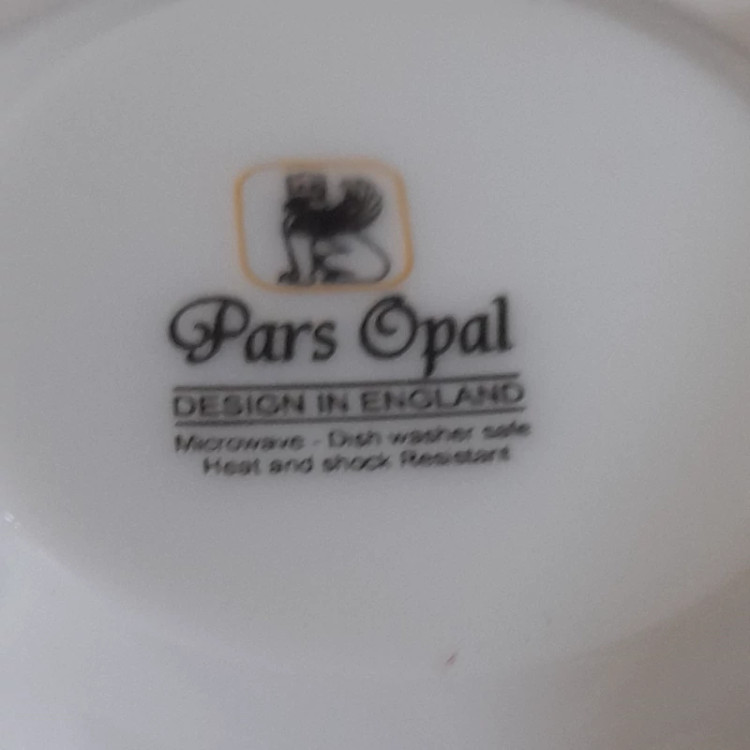 Pars Opal
DESIGN IN ENGLAND
Microwave - Dish washer safe
Heat and shock Resistant